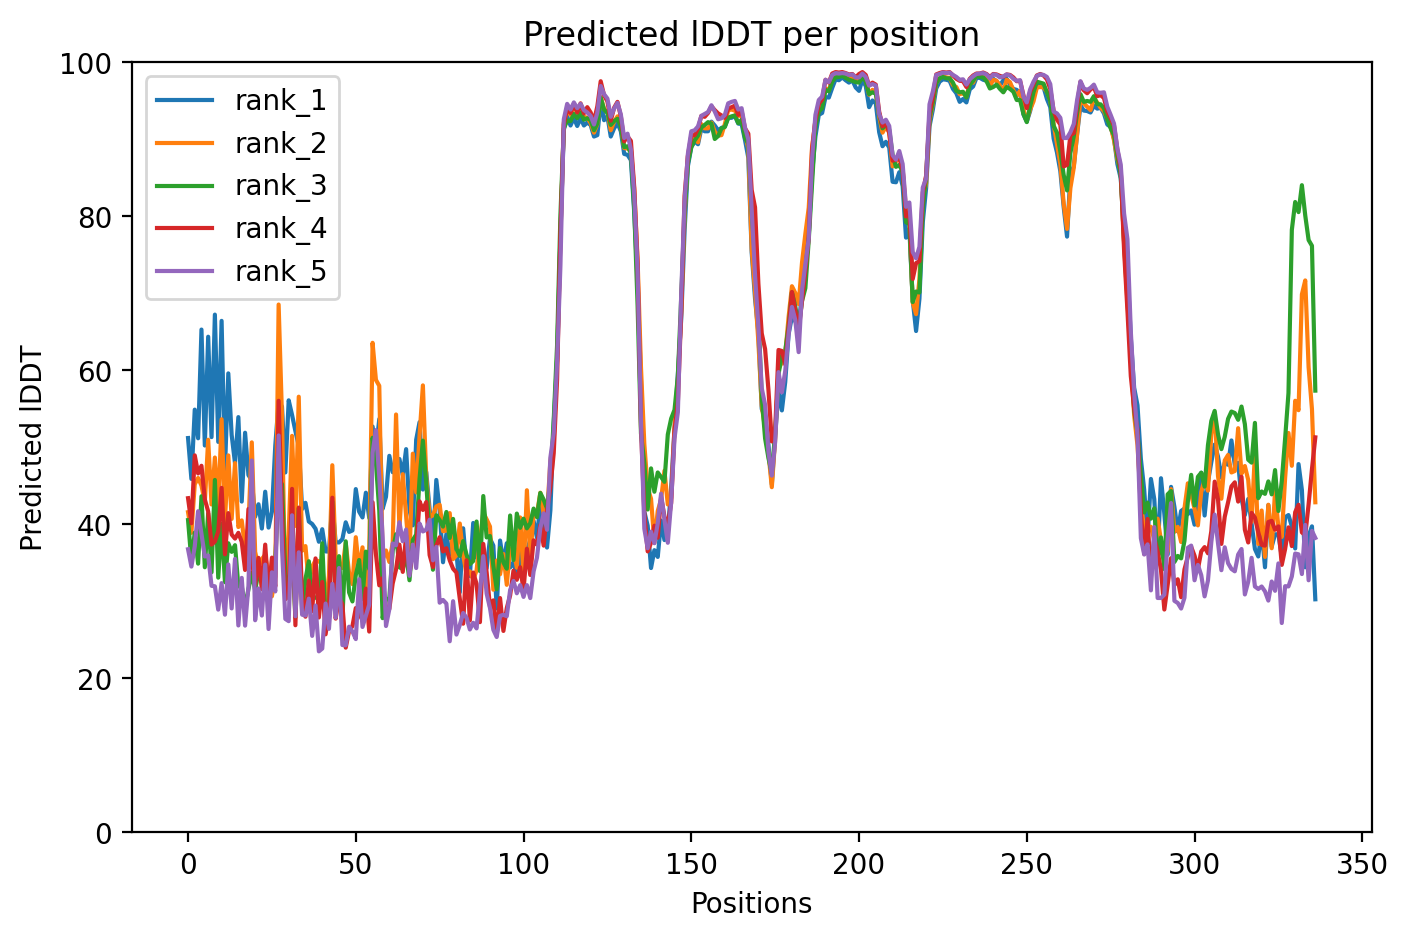 Predicted lDDT per position
100
80
60
40
20
0
Predicted lDDT
rank_1
rank_2
rank_3
rank_4
rank_5
0 50 100 150 200 250 300 350
Positions